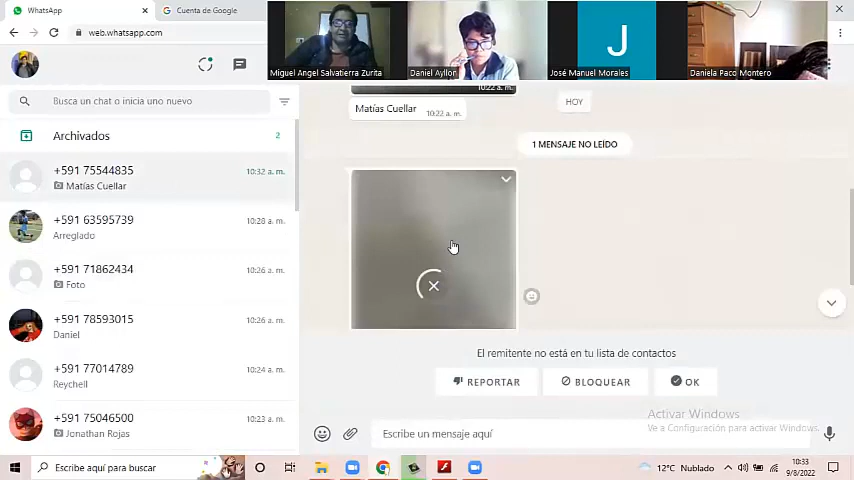 WhatsApp
Cuenta de Google
web.whatsapp.com
Miguel Angel Salvatierra Zurita
Daniel Ayllon
José Manuel Morales
Daniela Paco Montero
J
Busca un chat o inicia uno nuevo
Archivados
2
+591 75544835
10:32 a. m.
Matías Cuellar
+591 63595739
10:28 a. m.
Arreglado
+591 71862434
10:26 a. m.
Foto
+591 78593015
10:26 a. m.
Daniel
+591 77014789
10:24 a. m.
Reychell
+591 75046500
10:23 a. m.
Jonathan Rojas
10:22 a. m.
Matías Cuellar
10:22 a. m.
HOY
1 MENSAJE NO LEÍDO
El remitente no está en tu lista de contactos
REPORTAR
BLOQUEAR
OK
Activar Windows
Ve a Configuración para activar Windows.
Escribe un mensaje aquí
Escribe aquí para buscar
12°C Nublado
10:33
9/8/2022